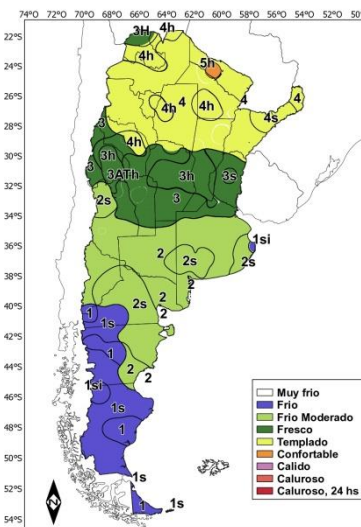 74°O 72°O 70°O 68°O 66°O 64°O 62°O 60°O 58°O 56°O 54°O
22°S
24°S
26°S
28°S
30°S
32°S
34°S
36°S
38°S
40°S
42°S
44°S
46°S
48°S
50°S
52°S
54°S
3H
4h
4h
5h
4h
4
4h
4
4
4s
3
4h
3h
3
3ATh
3h
3s
3
2s
1si
2
2s
2s
2
2s
2
1
1s
2
1
2
2
1si
1s
1
1s
1
1s
Muy frio
Frio
Frio Moderado
Fresco
Templado
Confortable
Calido
Caluroso
Caluroso, 24 hs